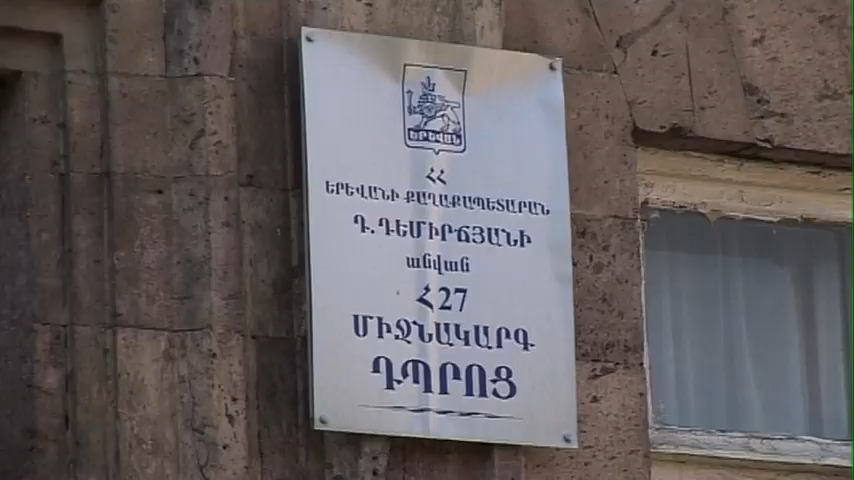 ԵՐԵՎԱՆ
ՀՀ
ԵՐԵՎԱՆԻ ՔԱՂԱՔԱՊԵՏԱՐԱՆ
Դ.ԴԵՄԻՐՃՅԱՆԻ
անվան
Հ27
ՄԻՋՆԱԿԱՐԳ
ԴՊՐՈՑ